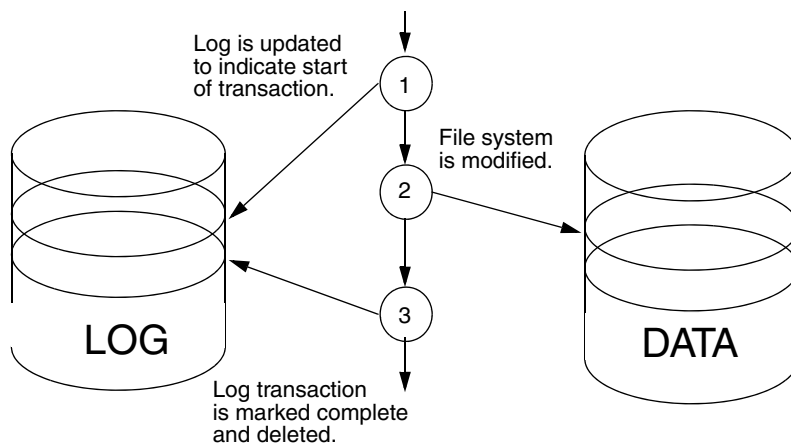 Log is updated
to indicate start
of transaction.
1
File system
is modified.
2
3
LOG
DATA
Log transaction
is marked complete
and deleted.